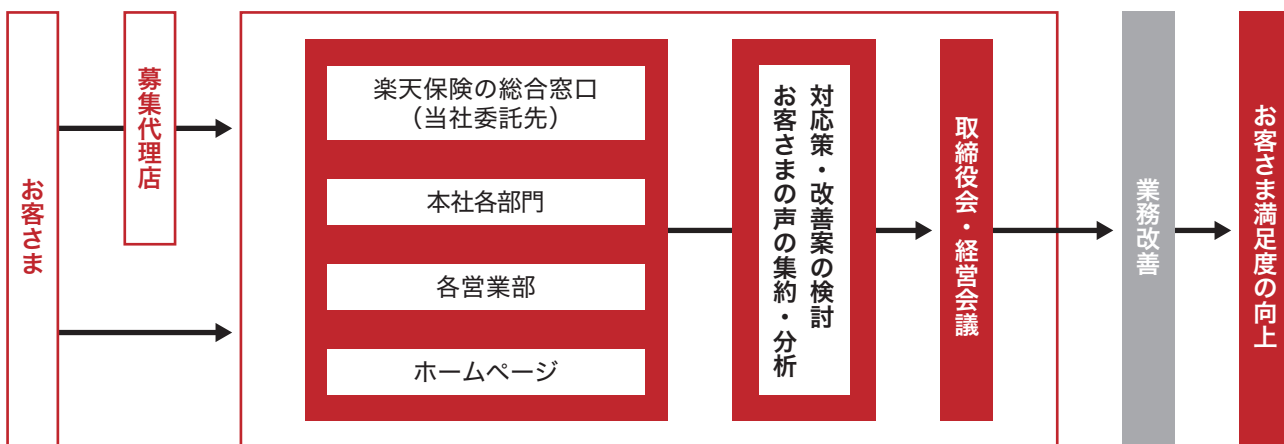 お客さま
募集代理店
楽天保険の総合窓口
（当社委託先）
本社各部門
各営業部
ホームページ
対応策・改善案の検討
お客さまの声の集約・分析
取締役会・経営会議
業務改善
お客さま満足度の向上